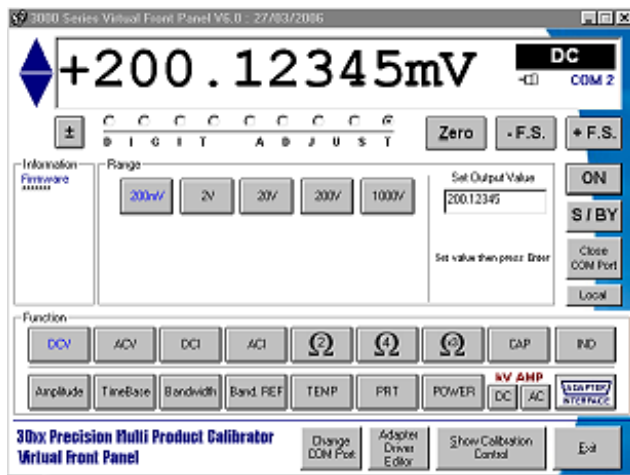 3000 Series Virtual Front Panel V6.0 : 27/03/2006
+200.12345mV
DC
COM 2
±
DIGIT ADJUST
Zero
- F.S.
+ F.S.
Information
Firmware
Range
200mV
2V
20V
200V
1000V
Set Output Value
200.12345
Set value then press Enter
ON
S / BY
Close
COM Port
Local
Function
DCV
ACV
DCI
ACI
Ω2
Ω4
CAP
IND
Amplitude
TimeBase
Bandwidth
Band. REF
TEMP
PRT
POWER
kV AMP
DC
AC
ADAPTER/
INTERFACE
30xx Precision Multi Product Calibrator
Virtual Front Panel
Change
COM Port
Adapter
Driver
Editor
Show Calibration
Control
Exit